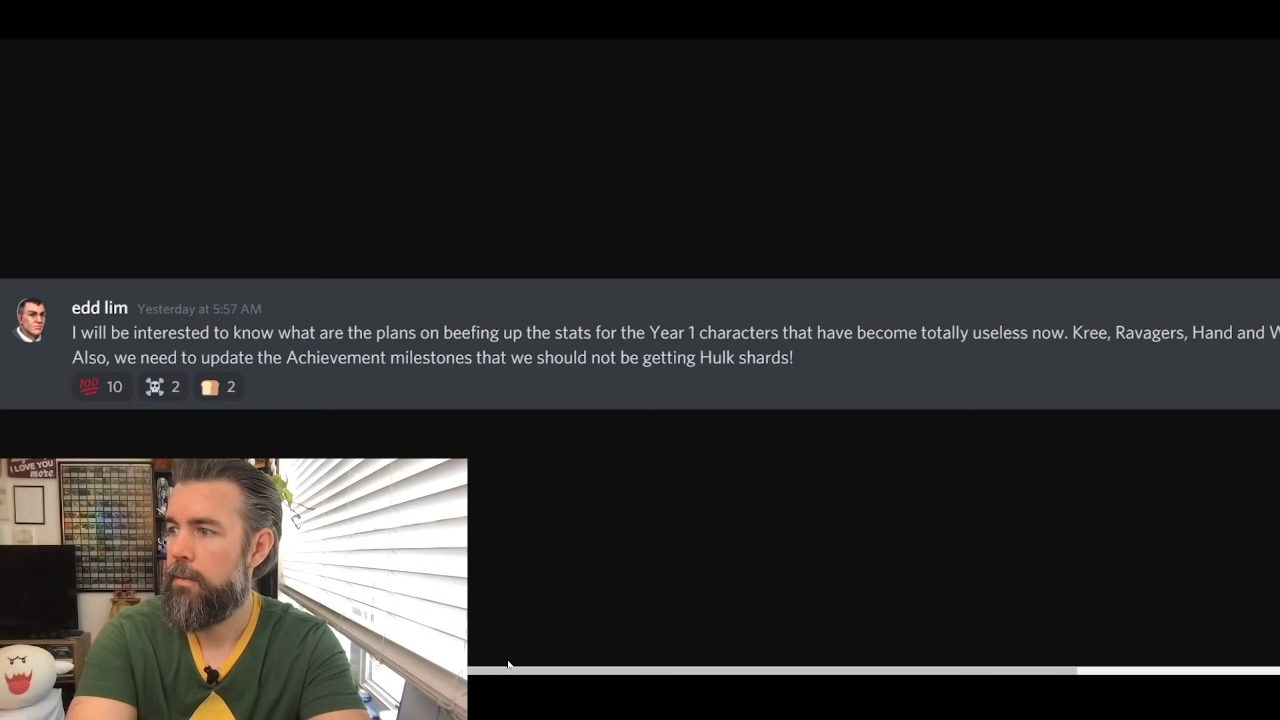 edd lim Yesterday at 5:57 AM
I will be interested to know what are the plans on beefing up the stats for the Year 1 characters that have become totally useless now. Kree, Ravagers, Hand and W
Also, we need to update the Achievement milestones that we should not be getting Hulk shards!
100 10 2 2
I LOVE YOU
more